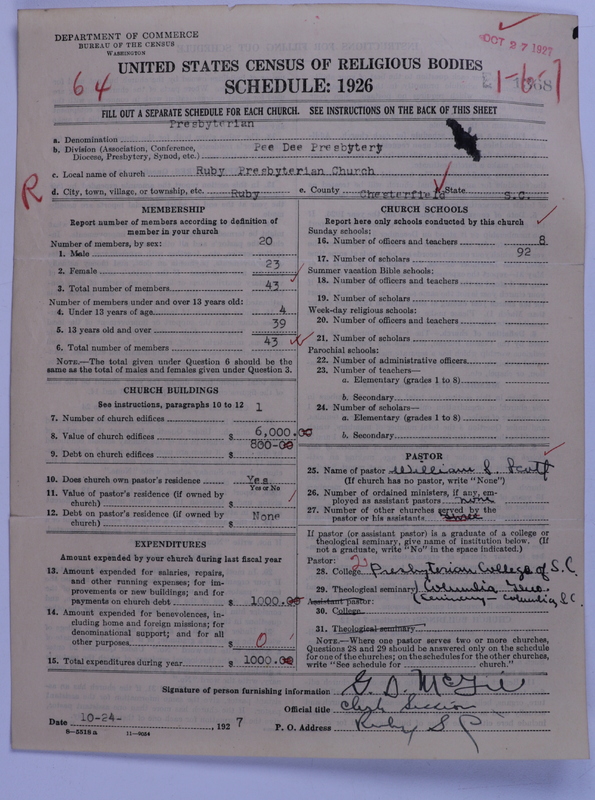 DEPARTMENT OF COMMERCE
BUREAU OF THE CENSUS
WASHINGTON
OCT 27 1927
64
UNITED STATES CENSUS OF RELIGIOUS BODIES
SCHEDULE: 1926
FILL OUT A SEPARATE SCHEDULE FOR EACH CHURCH. SEE INSTRUCTIONS ON THE BACK OF THIS SHEET
a. Denomination Presbyterian
b. Division (Association, Conference, Diocese, Presbytery, Synod, etc.) Pee Dee Presbytery
c. Local name of church Ruby Presbyterian Church
R
d. City, town, village, or township, etc. Ruby e. County Chesterfield State S.C.
MEMBERSHIP
Report number of members according to definition of
member in your church
Number of members, by sex:
1. Male 20
2. Female 23
3. Total number of members 43
Number of members under and over 13 years old:
4. Under 13 years of age 4
5. 13 years old and over 39
6. Total number of members 43
NOTE.—The total given under Question 6 should be the
same as the total of males and females given under Question 3.
CHURCH BUILDINGS
See instructions, paragraphs 10 to 12
7. Number of church edifices 1
8. Value of church edifices $ 6,000.00
9. Debt on church edifices $ 800-00
10. Does church own pastor's residence Yes
Yes or No
11. Value of pastor's residence (if owned by
church) $
12. Debt on pastor's residence (if owned by
church) $ None
EXPENDITURES
Amount expended by your church during last fiscal year
13. Amount expended for salaries, repairs,
and other running expenses; for im-
provements or new buildings; and for
payments on church debt $ 1000.00
14. Amount expended for benevolences, in-
cluding home and foreign missions; for
denominational support; and for all
other purposes $ 0
15. Total expenditures during year $ 1000.00
CHURCH SCHOOLS
Report here only schools conducted by this church
Sunday schools:
16. Number of officers and teachers 8
17. Number of scholars 92
Summer vacation Bible schools:
18. Number of officers and teachers
19. Number of scholars
Week-day religious schools:
20. Number of officers and teachers
21. Number of scholars
Parochial schools:
22. Number of administrative officers
23. Number of teachers—
a. Elementary (grades 1 to 8)
b. Secondary
24. Number of scholars—
a. Elementary (grades 1 to 8)
b. Secondary
PASTOR
25. Name of pastor William S. Scott
(If church has no pastor, write "None")
26. Number of ordained ministers, if any, em-
ployed as assistant pastors none
27. Number of other churches served by the
pastor or his assistants three
If pastor (or assistant pastor) is a graduate of a college or
theological seminary, give name of institution below. (If
not a graduate, write "No" in the space indicated.)
Pastor:
28. College Presbyterian College of S.C.
29. Theological seminary Columbia Theo.
Assistant pastor: (Seminary - Columbia S.C.
30. College
31. Theological seminary
NOTE.—Where one pastor serves two or more churches,
Questions 28 and 29 should be answered only on the schedule
for one of the churches; on the schedules for the other churches,
write "See schedule for church."
Signature of person furnishing information
Official title Clerk Session
Date 10-24- , 1927 P. O. Address Ruby S C
8-5518 a 11-9054